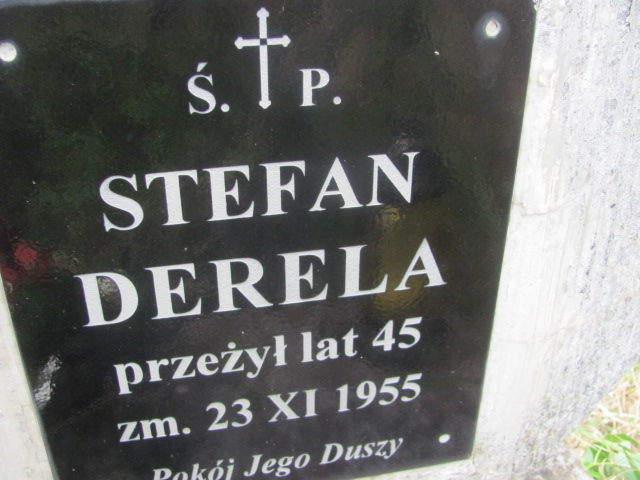 Ś. P.
STEFAN
DERELA
przeżył lat 45
zm. 23 XI 1955
Pokój Jego Duszy